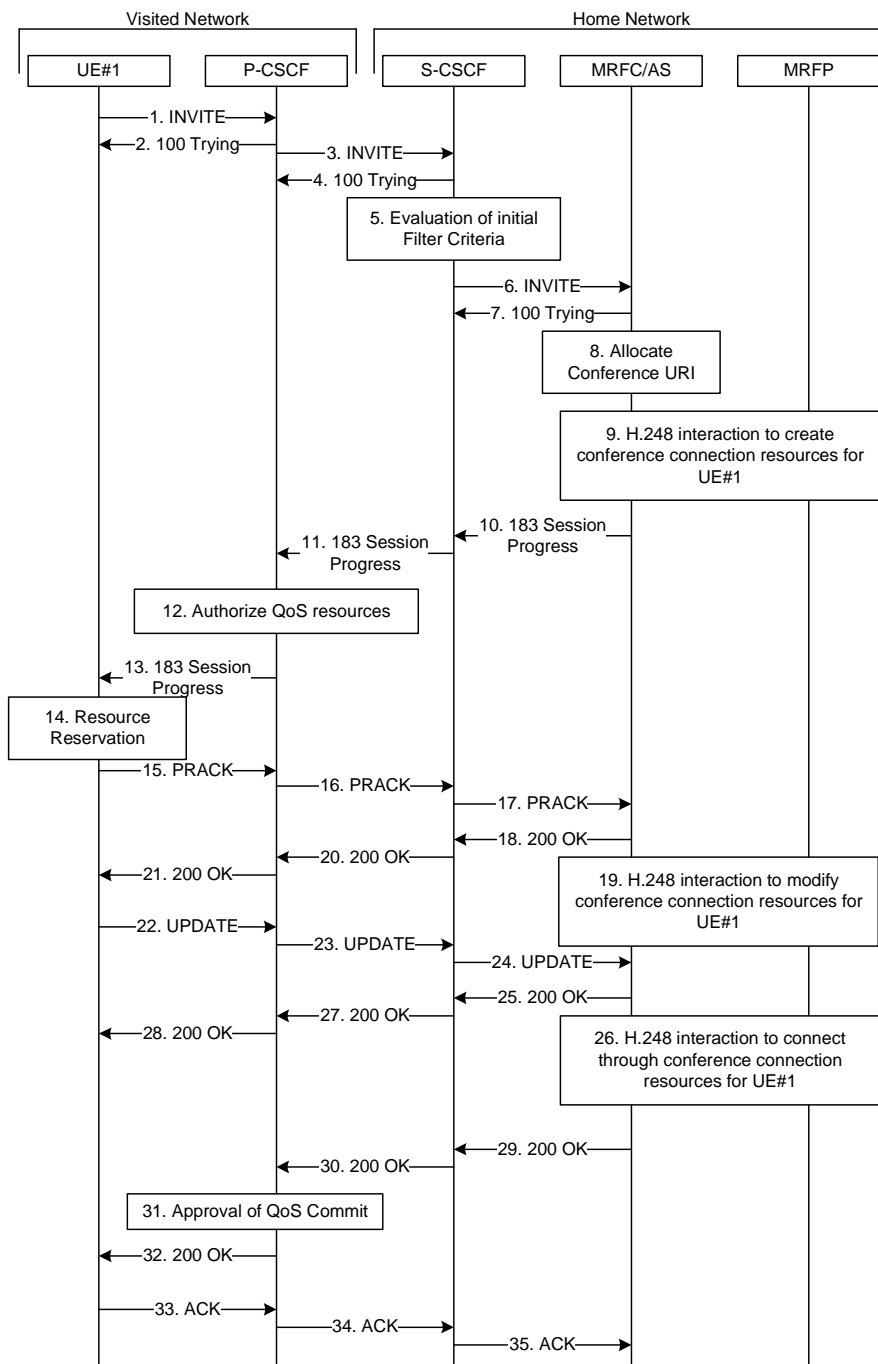 Visited Network
Home Network
UE#1
P-CSCF
S-CSCF
MRFC/AS
MRFP
1. INVITE
2. 100 Trying
3. INVITE
4. 100 Trying
5. Evaluation of initial
Filter Criteria
6. INVITE
7. 100 Trying
8. Allocate
Conference URI
9. H.248 interaction to create
conference connection resources for
UE#1
10. 183 Session
Progress
11. 183 Session
Progress
12. Authorize QoS resources
13. 183 Session
Progress
14. Resource
Reservation
15. PRACK
16. PRACK
17. PRACK
18. 200 OK
20. 200 OK
21. 200 OK
19. H.248 interaction to modify
conference connection resources for
UE#1
22. UPDATE
23. UPDATE
24. UPDATE
25. 200 OK
27. 200 OK
28. 200 OK
26. H.248 interaction to connect
through conference connection
resources for UE#1
29. 200 OK
30. 200 OK
31. Approval of QoS Commit
32. 200 OK
33. ACK
34. ACK
35. ACK